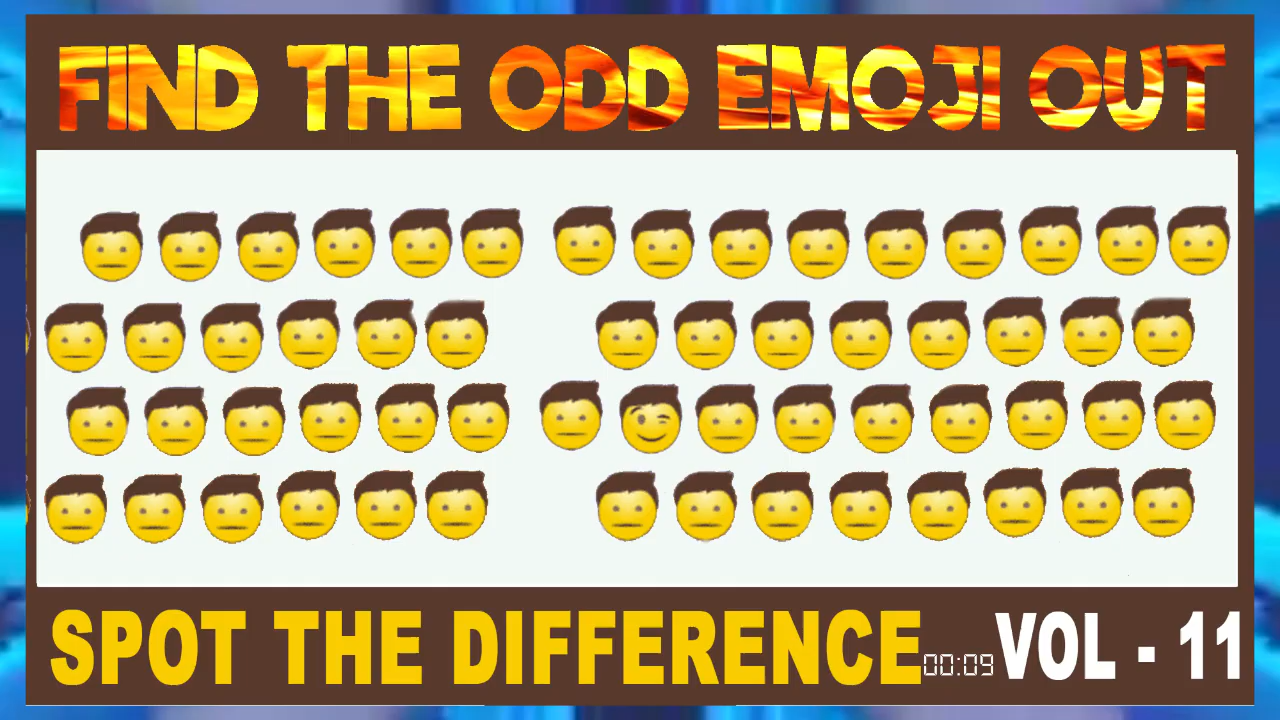 FIND THE ODD EMOJI OUT
SPOT THE DIFFERENCE 00:09 VOL - 11